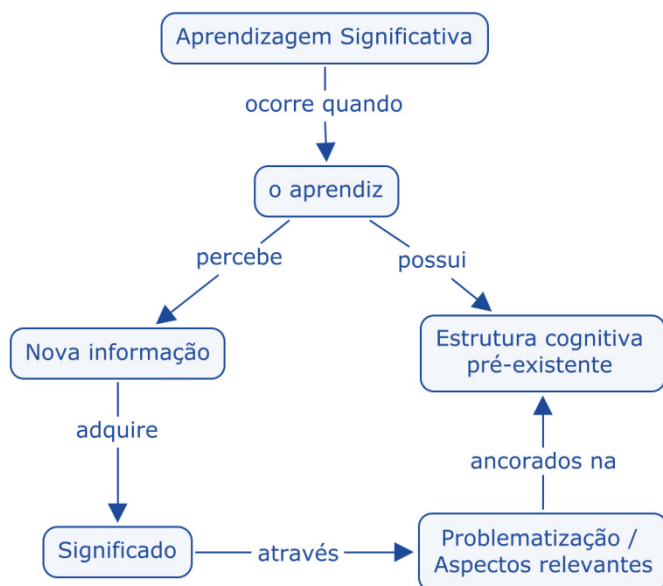 Aprendizagem Significativa
ocorre quando
o aprendiz
percebe
possui
Nova informação
Estrutura cognitiva
pré-existente
adquire
ancorados na
Significado
através
Problematização /
Aspectos relevantes